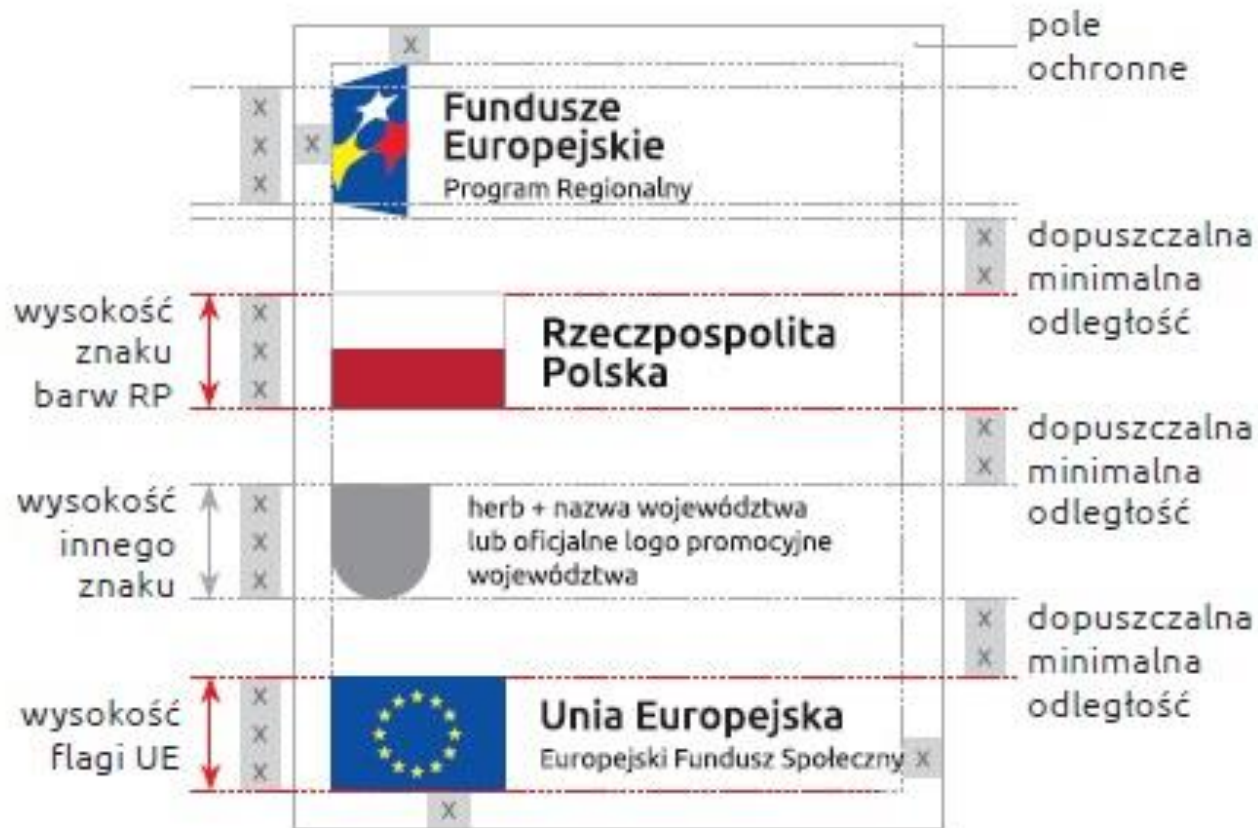 x
pole
ochronne
x
x
x
x
Fundusze
Europejskie
Program Regionalny
x
x
dopuszczalna
minimalna
odległość
wysokość
znaku
barw RP
x
x
x
Rzeczpospolita
Polska
x
x
dopuszczalna
minimalna
odległość
wysokość
innego
znaku
x
x
x
herb + nazwa województwa
lub oficjalne logo promocyjne
województwa
x
x
dopuszczalna
minimalna
odległość
wysokość
flagi UE
x
x
x
Unia Europejska
Europejski Fundusz Społeczny x
x